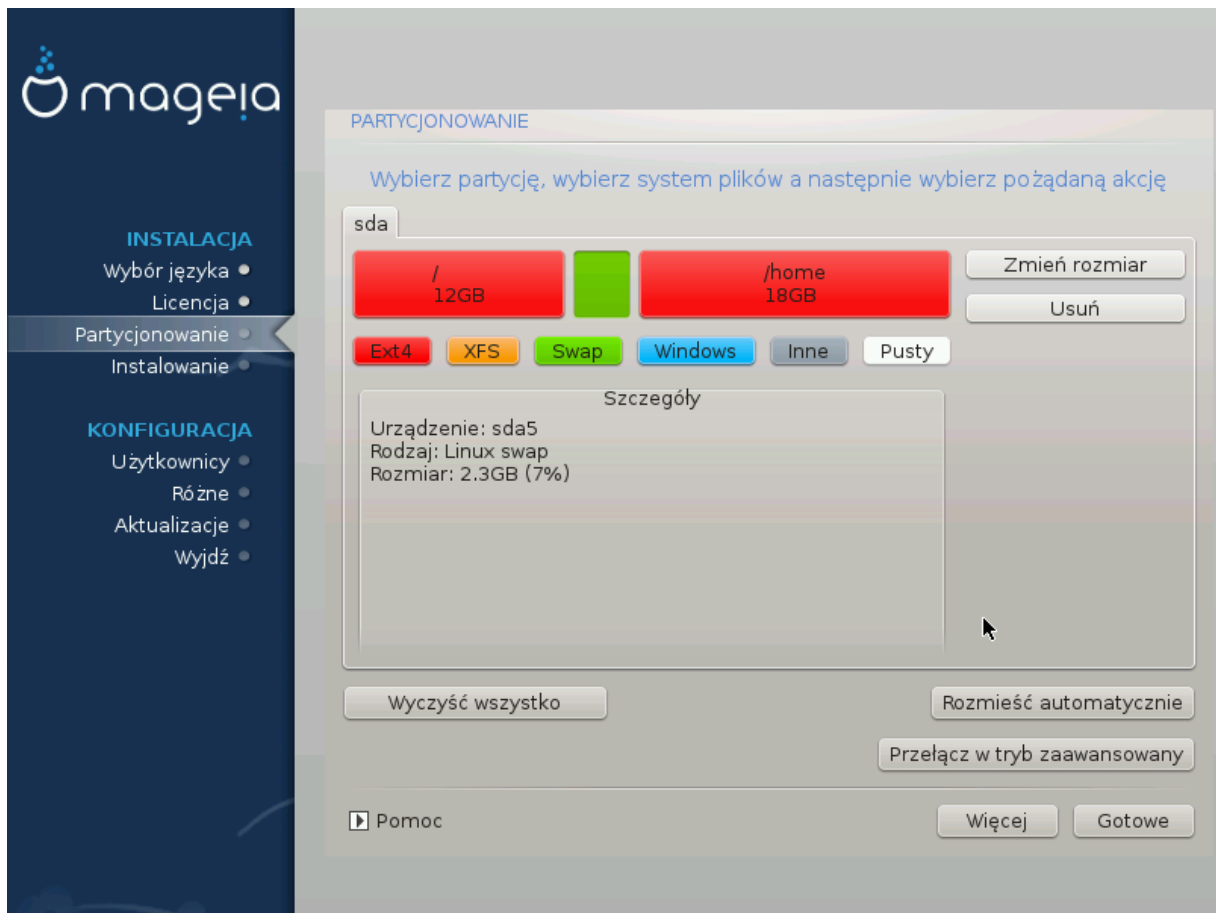 mageia
INSTALACJA
Wybór języka
Licencja
Partycjonowanie
Instalowanie
KONFIGURACJA
Użytkownicy
Różne
Aktualizacje
Wyjdź
PARTYCJONOWANIE
Wybierz partycję, wybierz system plików a następnie wybierz pożądaną akcję
sda
/
12GB
/home
18GB
Zmień rozmiar
Usuń
Ext4 XFS Swap Windows Inne Pusty
Szczegóły
Urządzenie: sda5
Rodzaj: Linux swap
Rozmiar: 2.3GB (7%)
Wyczyść wszystko
Rozmieść automatycznie
Przełącz w tryb zaawansowany
Pomoc
Więcej
Gotowe